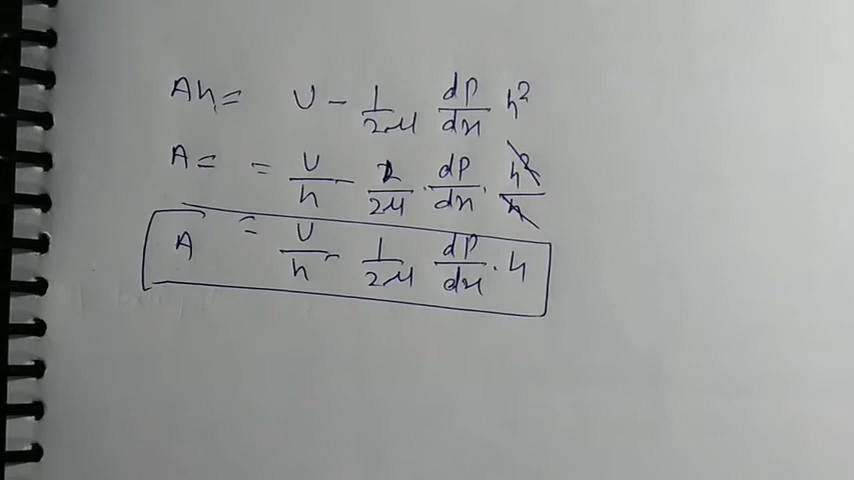 Ah = U - 1/2μ dP/dx h²
A = = U/h - 1/2μ · dP/dx · h²/h
A = U/h - 1/2μ dP/dx · h